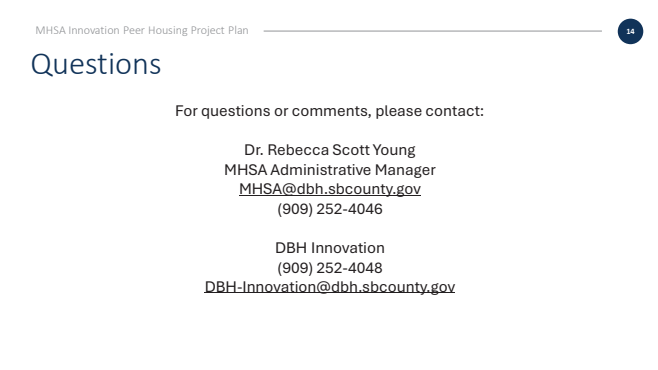 MHSA Innovation Peer Housing Project Plan
14
Questions
For questions or comments, please contact:
Dr. Rebecca Scott Young
MHSA Administrative Manager
MHSA@dbh.sbcounty.gov
(909) 252-4046
DBH Innovation
(909) 252-4048
DBH-Innovation@dbh.sbcounty.gov